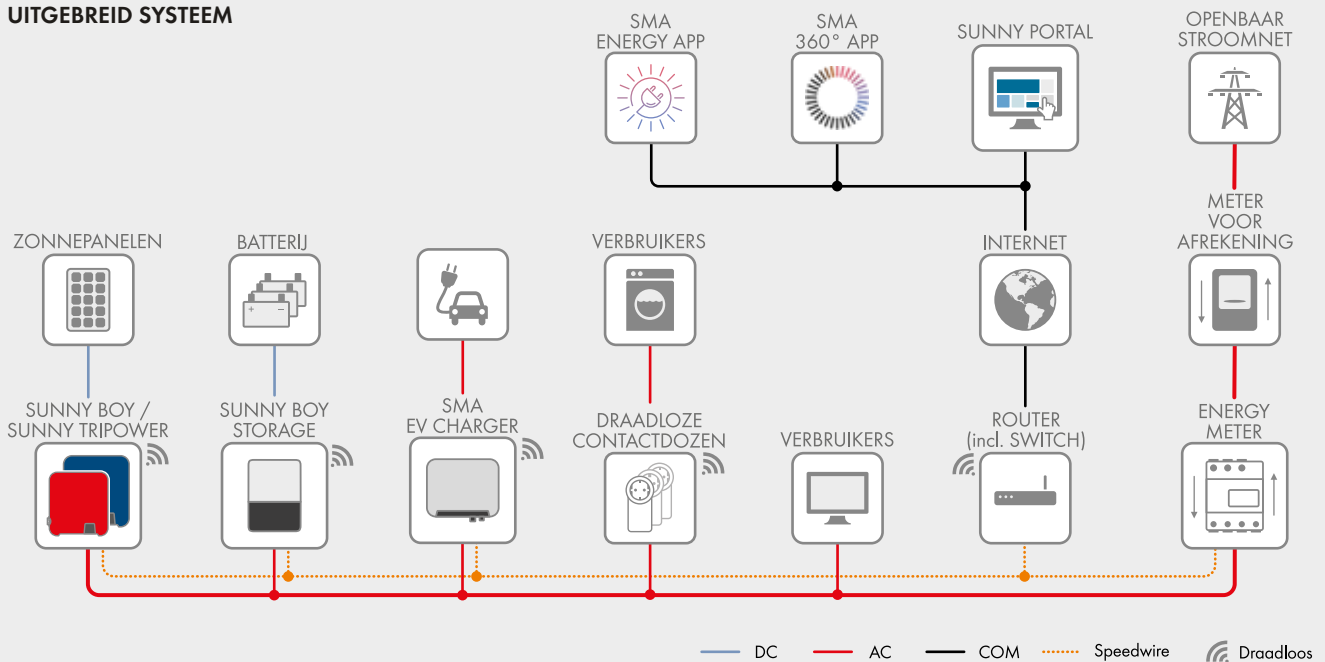 UITGEBREID SYSTEEM
SMA
ENERGY APP
SMA
360° APP
SUNNY PORTAL
OPENBAAR
STROOMNET
ZONNEPANELEN
BATTERIJ
VERBRUIKERS
INTERNET
METER
VOOR
AFREKENING
+ −
SUNNY BOY /
SUNNY TRIPOWER
SUNNY BOY
STORAGE
SMA
EV CHARGER
DRAADLOZE
CONTACTDOZEN
VERBRUIKERS
ROUTER
(incl. SWITCH)
ENERGY
METER
DC
AC
COM
Speedwire
Draadloos